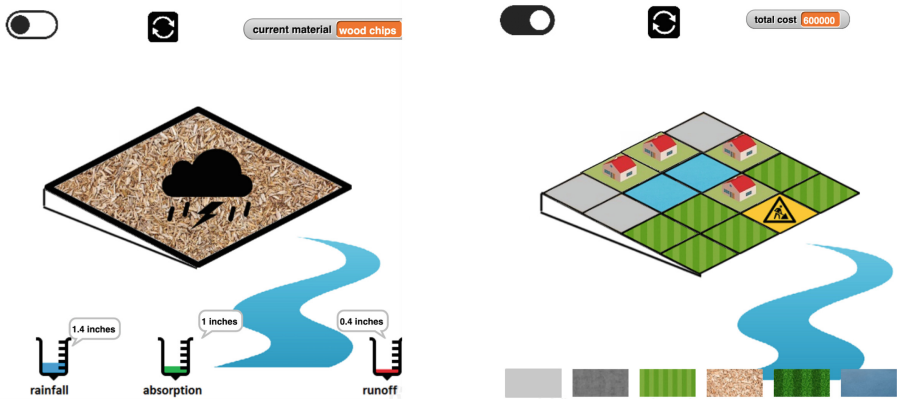 current material wood chips
total cost 600000
1.4 inches
1 inches
0.4 inches
rainfall
absorption
runoff